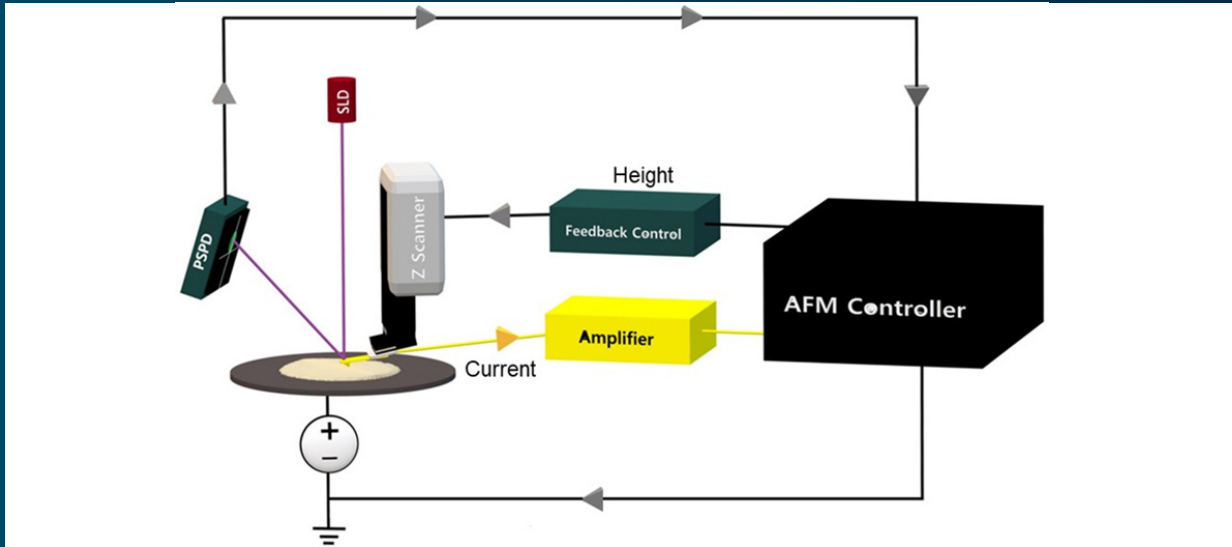 SLD
Height
Z Scanner
Feedback Control
PSPD
AFM Controller
Amplifier
Current
+
−